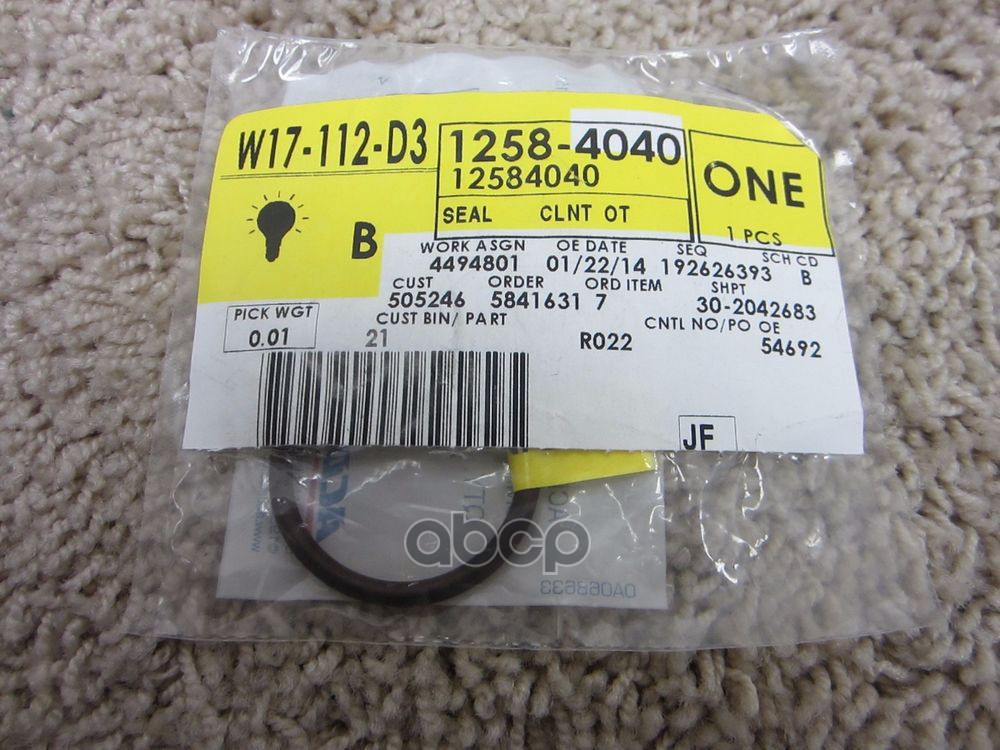 W17-112-D3
1258-4040
12584040
ONE
SEAL CLNT OT
B
1 PCS
WORK ASGN OE DATE SEQ SCH CD
4494801 01/22/14 192626393 B
CUST ORDER ORD ITEM SHPT
505246 5841631 7 30-2042683
PICK WGT
0.01
CUST BIN/ PART
CNTL NO/PO OE
21 R022 54692
JF
abcp
0A068633